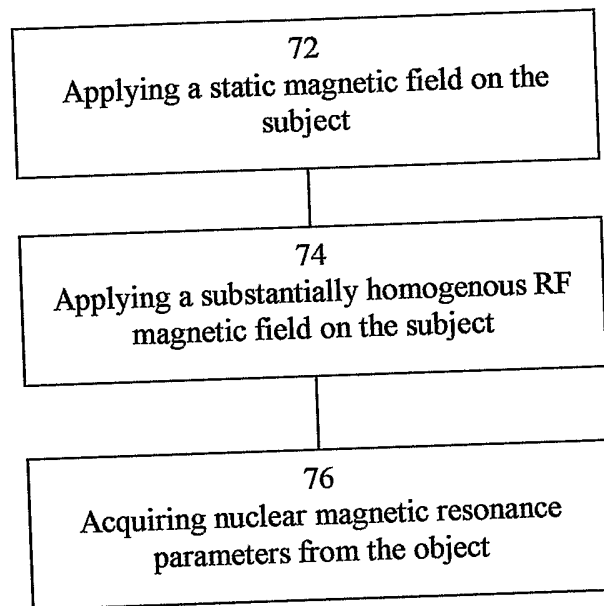 72
Applying a static magnetic field on the
subject
74
Applying a substantially homogenous RF
magnetic field on the subject
76
Acquiring nuclear magnetic resonance
parameters from the object